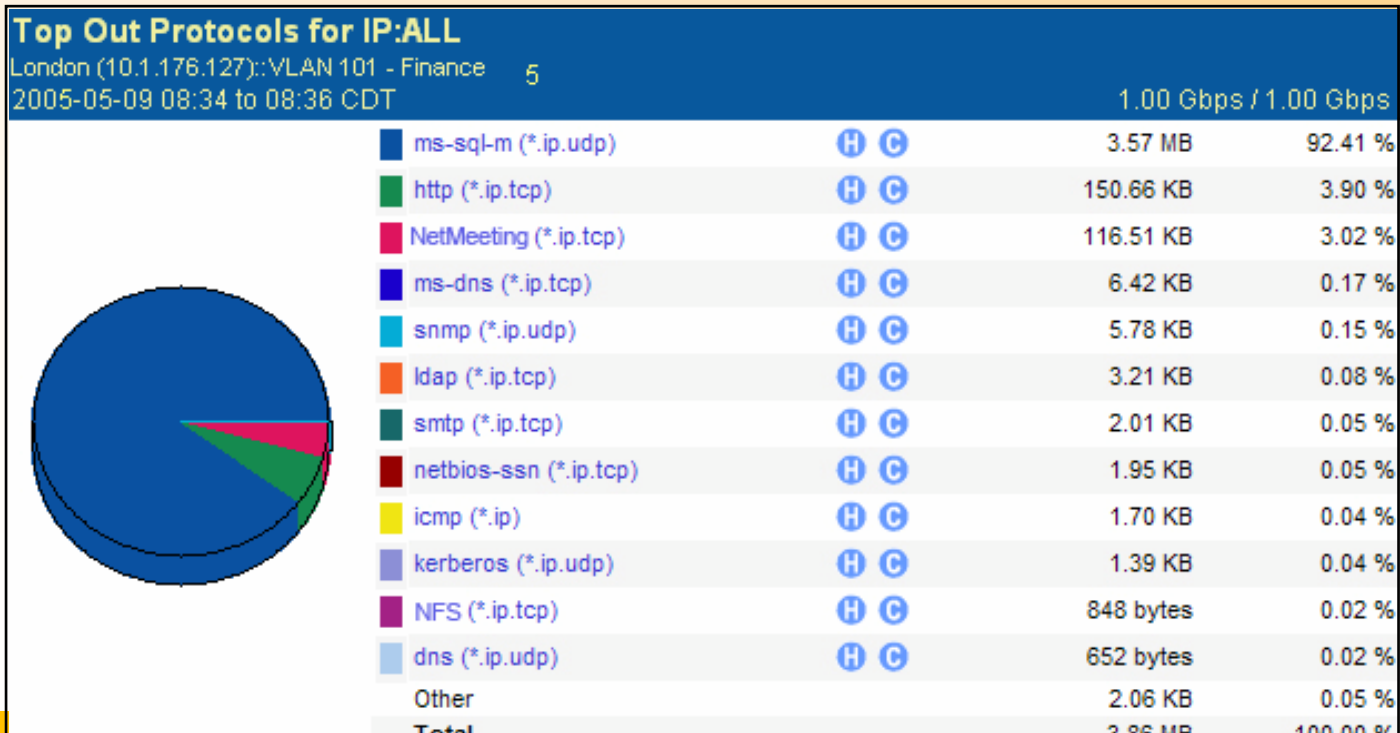 Top Out Protocols for IP:ALL
London (10.1.176.127)::VLAN 101 - Finance 5
2005-05-09 08:34 to 08:36 CDT 1.00 Gbps / 1.00 Gbps
ms-sql-m (*.ip.udp) H C 3.57 MB 92.41 %
http (*.ip.tcp) H C 150.66 KB 3.90 %
NetMeeting (*.ip.tcp) H C 116.51 KB 3.02 %
ms-dns (*.ip.tcp) H C 6.42 KB 0.17 %
snmp (*.ip.udp) H C 5.78 KB 0.15 %
ldap (*.ip.tcp) H C 3.21 KB 0.08 %
smtp (*.ip.tcp) H C 2.01 KB 0.05 %
netbios-ssn (*.ip.tcp) H C 1.95 KB 0.05 %
icmp (*.ip) H C 1.70 KB 0.04 %
kerberos (*.ip.udp) H C 1.39 KB 0.04 %
NFS (*.ip.tcp) H C 848 bytes 0.02 %
dns (*.ip.udp) H C 652 bytes 0.02 %
Other 2.06 KB 0.05 %
Total 3.86 MB 100.00 %